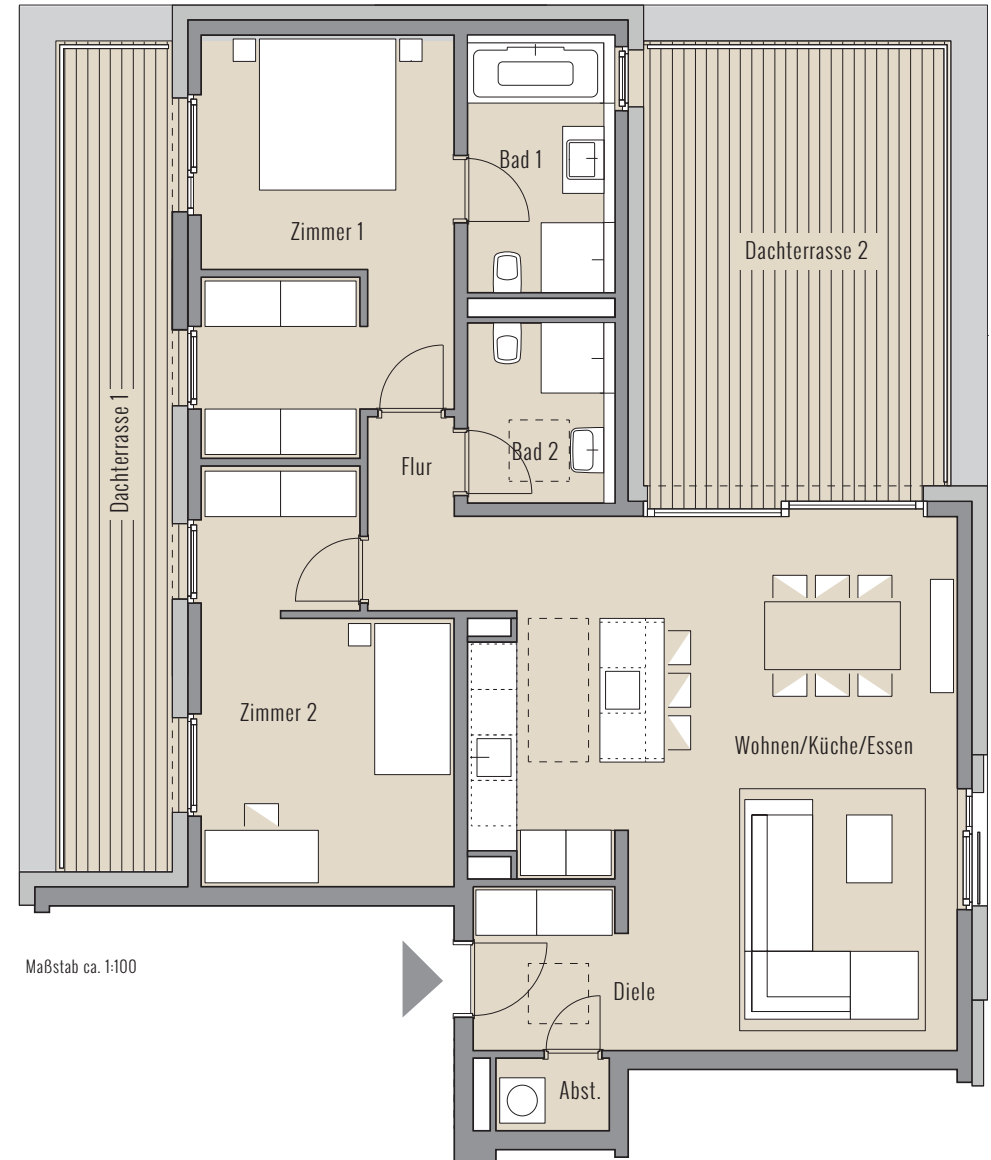 Bad 1
Zimmer 1
Dachterrasse 2
Dachterrasse 1
Bad 2
Flur
Zimmer 2
Wohnen/Küche/Essen
Maßstab ca. 1:100
Diele
Abst.